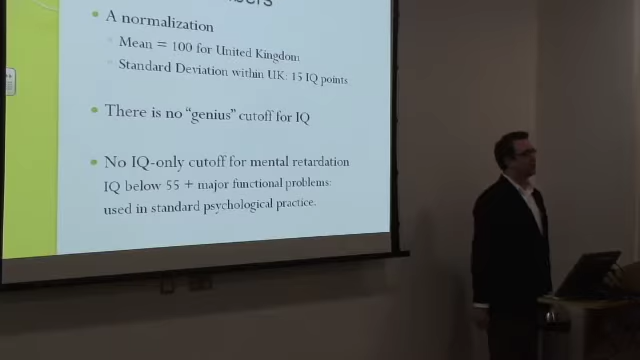 A normalization
Mean = 100 for United Kingdom
Standard Deviation within UK: 15 IQ points
There is no "genius" cutoff for IQ
No IQ-only cutoff for mental retardation
IQ below 55 + major functional problems:
used in standard psychological practice.